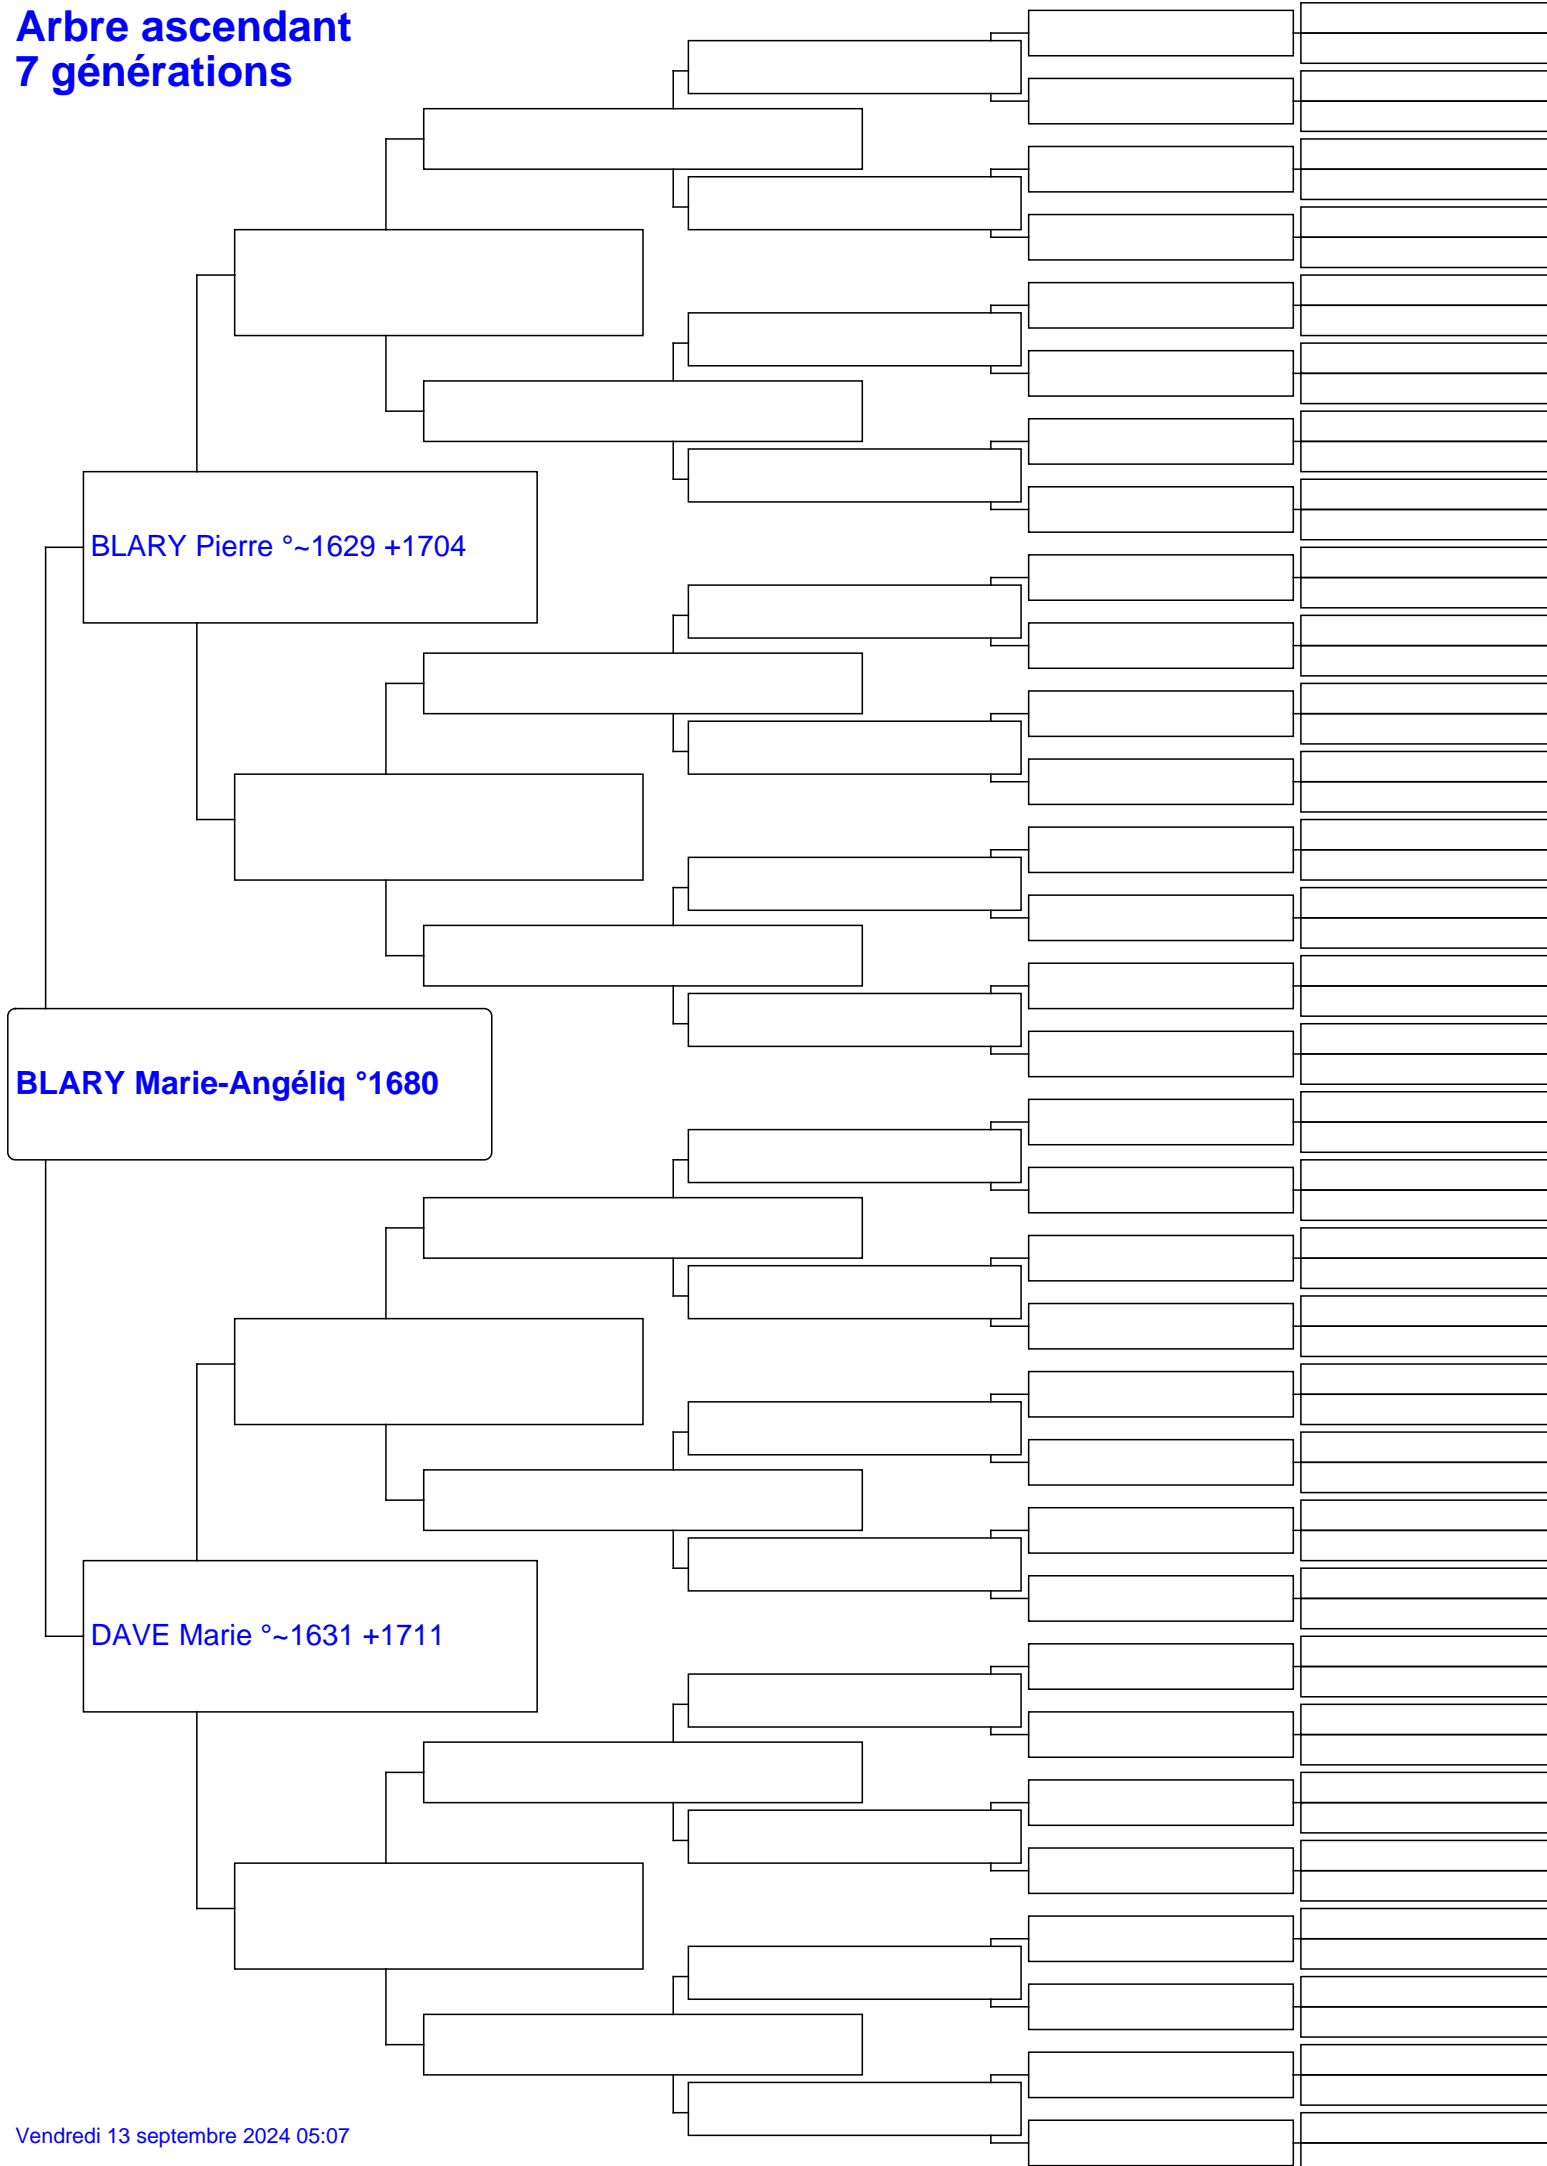 Arbre ascendant
7 générations
BLARY Pierre °~1629 +1704
BLARY Marie-Angéliq °1680
DAVE Marie °~1631 +1711
Vendredi 13 septembre 2024 05:07